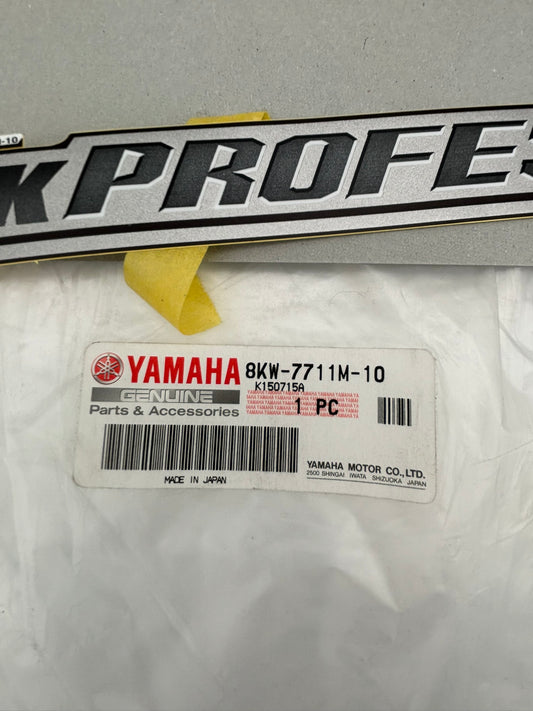 -10
K PROFES
YAMAHA 8KW-7711M-10
K150715A
GENUINE
Parts & Accessories
1 PC
YAMAHA MOTOR CO., LTD.
2500 SHINGAI IWATA SHIZUOKA JAPAN
MADE IN JAPAN